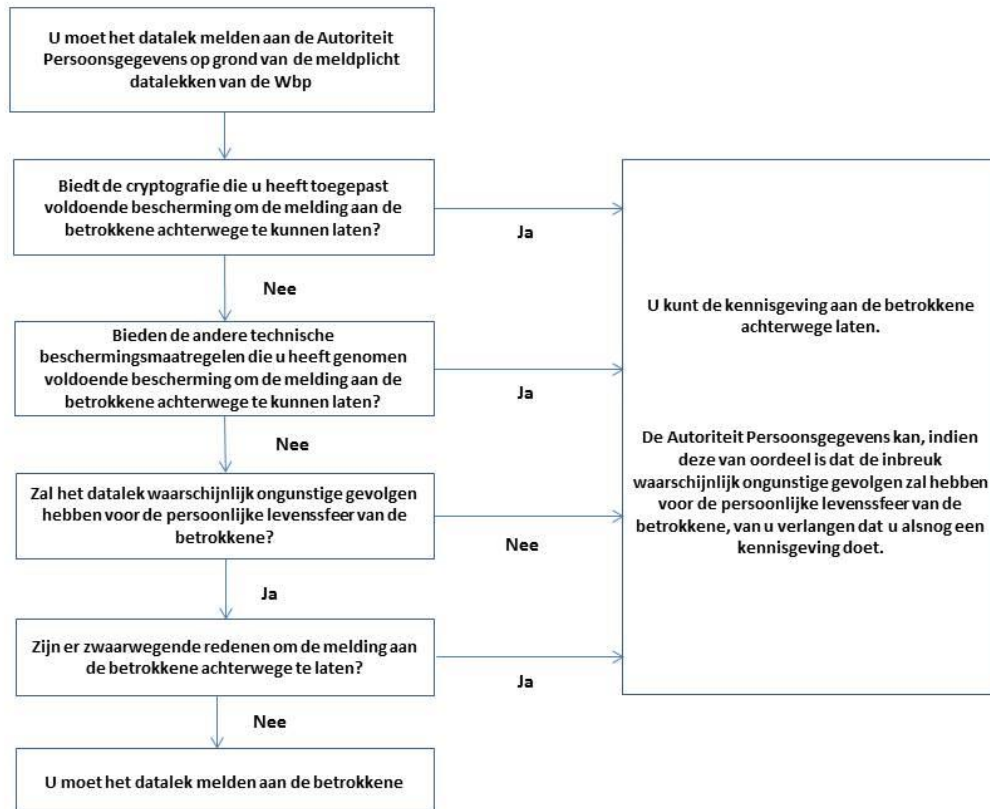 U moet het datalek melden aan de Autoriteit
Persoonsgegevens op grond van de meldplicht
datalekken van de Wbp
Biedt de cryptografie die u heeft toegepast
voldoende bescherming om de melding aan de
betrokkene achterwege te kunnen laten?
Ja
Nee
Bieden de andere technische
beschermingsmaatregelen die u heeft genomen
voldoende bescherming om de melding aan de
betrokkene achterwege te kunnen laten?
Ja
Nee
Zal het datalek waarschijnlijk ongunstige gevolgen
hebben voor de persoonlijke levenssfeer van de
betrokkene?
Nee
Ja
Zijn er zwaarwegende redenen om de melding aan
de betrokkene achterwege te laten?
Ja
Nee
U moet het datalek melden aan de betrokkene
U kunt de kennisgeving aan de betrokkene
achterwege laten.
De Autoriteit Persoonsgegevens kan, indien
deze van oordeel is dat de inbreuk
waarschijnlijk ongunstige gevolgen zal hebben
voor de persoonlijke levenssfeer van de
betrokkene, van u verlangen dat u alsnog een
kennisgeving doet.